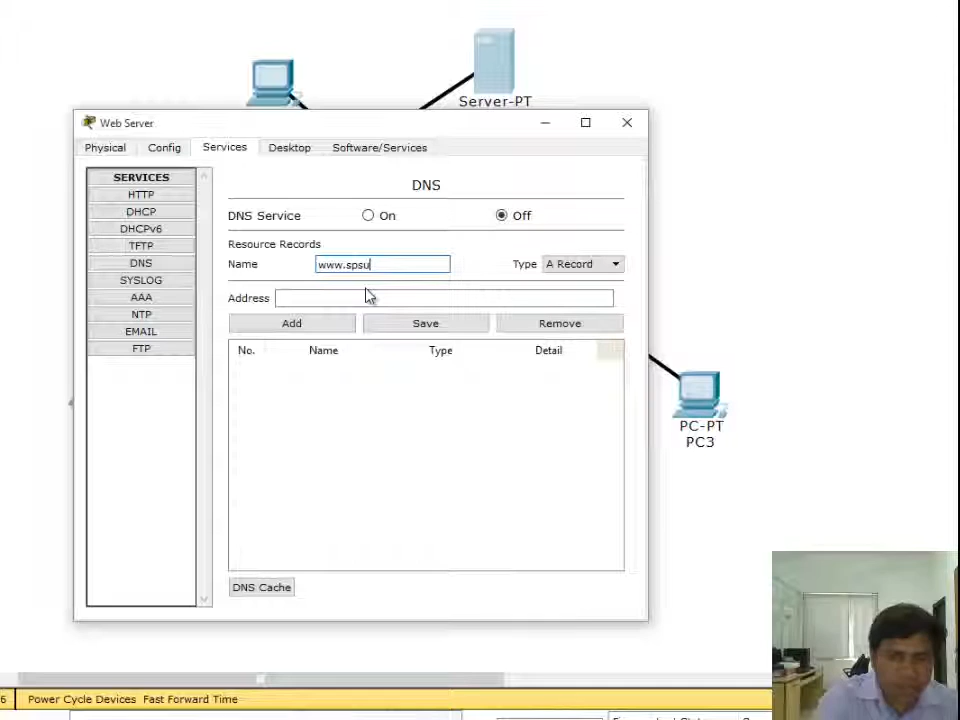 Server-PT
Web Server
Physical Config Services Desktop Software/Services
SERVICES
HTTP
DHCP
DHCPv6
TFTP
DNS
SYSLOG
AAA
NTP
EMAIL
FTP
DNS
DNS Service On Off
Resource Records
Name www.spsu Type A Record
Address
Add Save Remove
No. Name Type Detail
DNS Cache
PC-PT
PC3
6 Power Cycle Devices Fast Forward Time